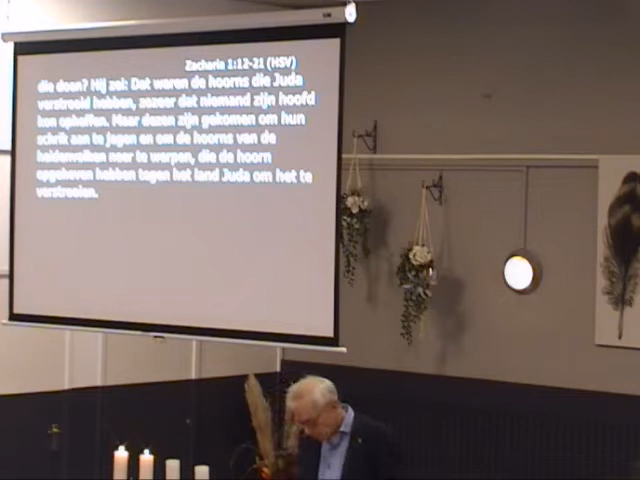 Zacharia 1:12-21 (HSV)
die doen? Hij zei: Dat waren de hoorns die Juda
verstrooid hebben, zozeer dat niemand zijn hoofd
kon opheffen. Maar dezen zijn gekomen om hun
schrik aan te jagen en om de hoorns van de
heidenvolken neer te werpen, die de hoorn
opgeheven hebben tegen het land Juda om het te
verstrooien.